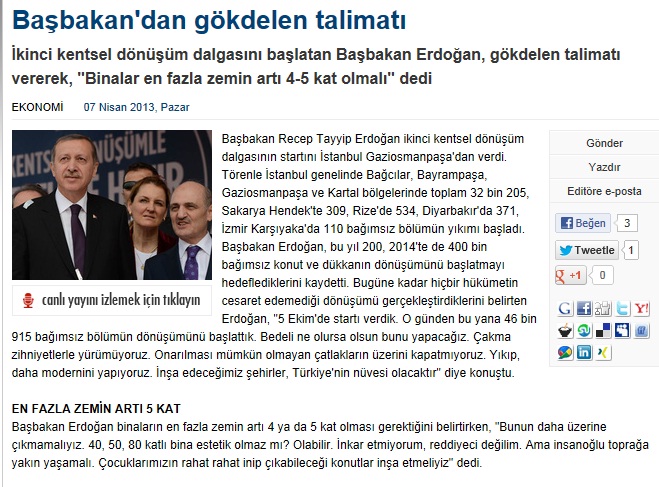 Başbakan'dan gökdelen talimatı
İkinci kentsel dönüşüm dalgasını başlatan Başbakan Erdoğan, gökdelen talimatı
vererek, "Binalar en fazla zemin artı 4-5 kat olmalı" dedi
EKONOMİ 07 Nisan 2013, Pazar
KENTSEL DÖNÜŞÜMLE
canlı yayını izlemek için tıklayın
Başbakan Recep Tayyip Erdoğan ikinci kentsel dönüşüm
dalgasının startını İstanbul Gaziosmanpaşa'dan verdi.
Törenle İstanbul genelinde Bağcılar, Bayrampaşa,
Gaziosmanpaşa ve Kartal bölgelerinde toplam 32 bin 205,
Sakarya Hendek'te 309, Rize'de 534, Diyarbakır'da 371,
İzmir Karşıyaka'da 110 bağımsız bölümün yıkımı başladı.
Başbakan Erdoğan, bu yıl 200, 2014'te de 400 bin
bağımsız konut ve dükkanın dönüşümünü başlatmayı
hedeflediklerini kaydetti. Bugüne kadar hiçbir hükümetin
cesaret edemediği dönüşümü gerçekleştirdiklerini belirten
Erdoğan, "5 Ekim'de startı verdik. O günden bu yana 46 bin
915 bağımsız bölümün dönüşümünü başlattık. Bedeli ne olursa olsun bunu yapacağız. Çakma
zihniyetlerle yürümüyoruz. Onarılması mümkün olmayan çatlakların üzerini kapatmıyoruz. Yıkıp,
daha modernini yapıyoruz. İnşa edeceğimiz şehirler, Türkiye'nin nüvesi olacaktır" diye konuştu.
EN FAZLA ZEMİN ARTI 5 KAT
Başbakan Erdoğan binaların en fazla zemin artı 4 ya da 5 kat olması gerektiğini belirtirken, "Bunun daha üzerine
çıkmamalıyız. 40, 50, 80 katlı bina estetik olmaz mı? Olabilir. İnkar etmiyorum, reddiyeci değilim. Ama insanoğlu toprağa
yakın yaşamalı. Çocuklarımızın rahat rahat inip çıkabileceği konutlar inşa etmeliyiz" dedi.
Gönder
Yazdır
Editöre e-posta
Beğen 3
Tweetle 1
g +1 0